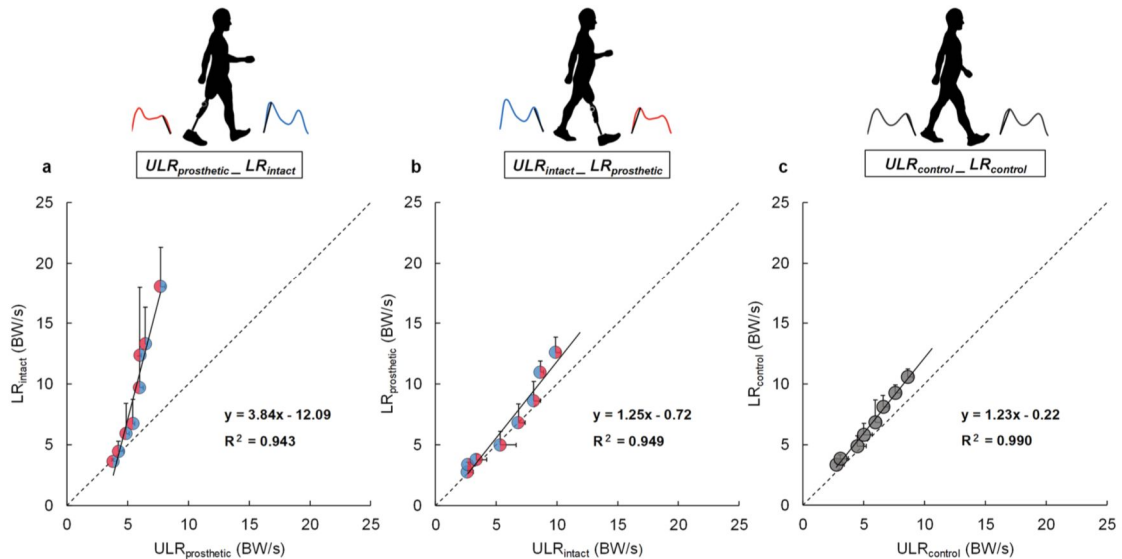 a
ULRprosthetic_ LRintact
b
ULRintact_ LRprosthetic
c
ULRcontrol_ LRcontrol
LRintact (BW/s)
25
20
15
10
5
0
y = 3.84x - 12.09
R² = 0.943
0 5 10 15 20 25
ULRprosthetic (BW/s)
LRprosthetic (BW/s)
25
20
15
10
5
0
y = 1.25x - 0.72
R² = 0.949
0 5 10 15 20 25
ULRintact (BW/s)
LRcontrol (BW/s)
25
20
15
10
5
0
y = 1.23x - 0.22
R² = 0.990
0 5 10 15 20 25
ULRcontrol (BW/s)